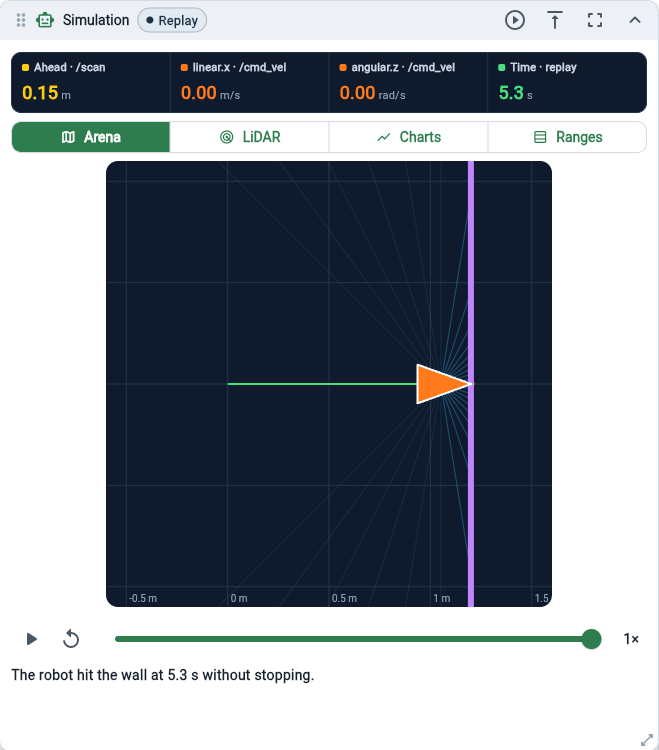 Simulation
Replay
Ahead · /scan
0.15 m
linear.x · /cmd_vel
0.00 m/s
angular.z · /cmd_vel
0.00 rad/s
Time · replay
5.3 s
Arena
LiDAR
Charts
Ranges
-0.5 m
0 m
0.5 m
1 m
1.5
1×
The robot hit the wall at 5.3 s without stopping.